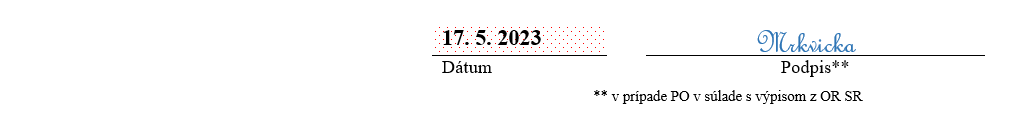 17. 5. 2023 Mrkvicka
Dátum Podpis**
** v prípade PO v súlade s výpisom z OR SR